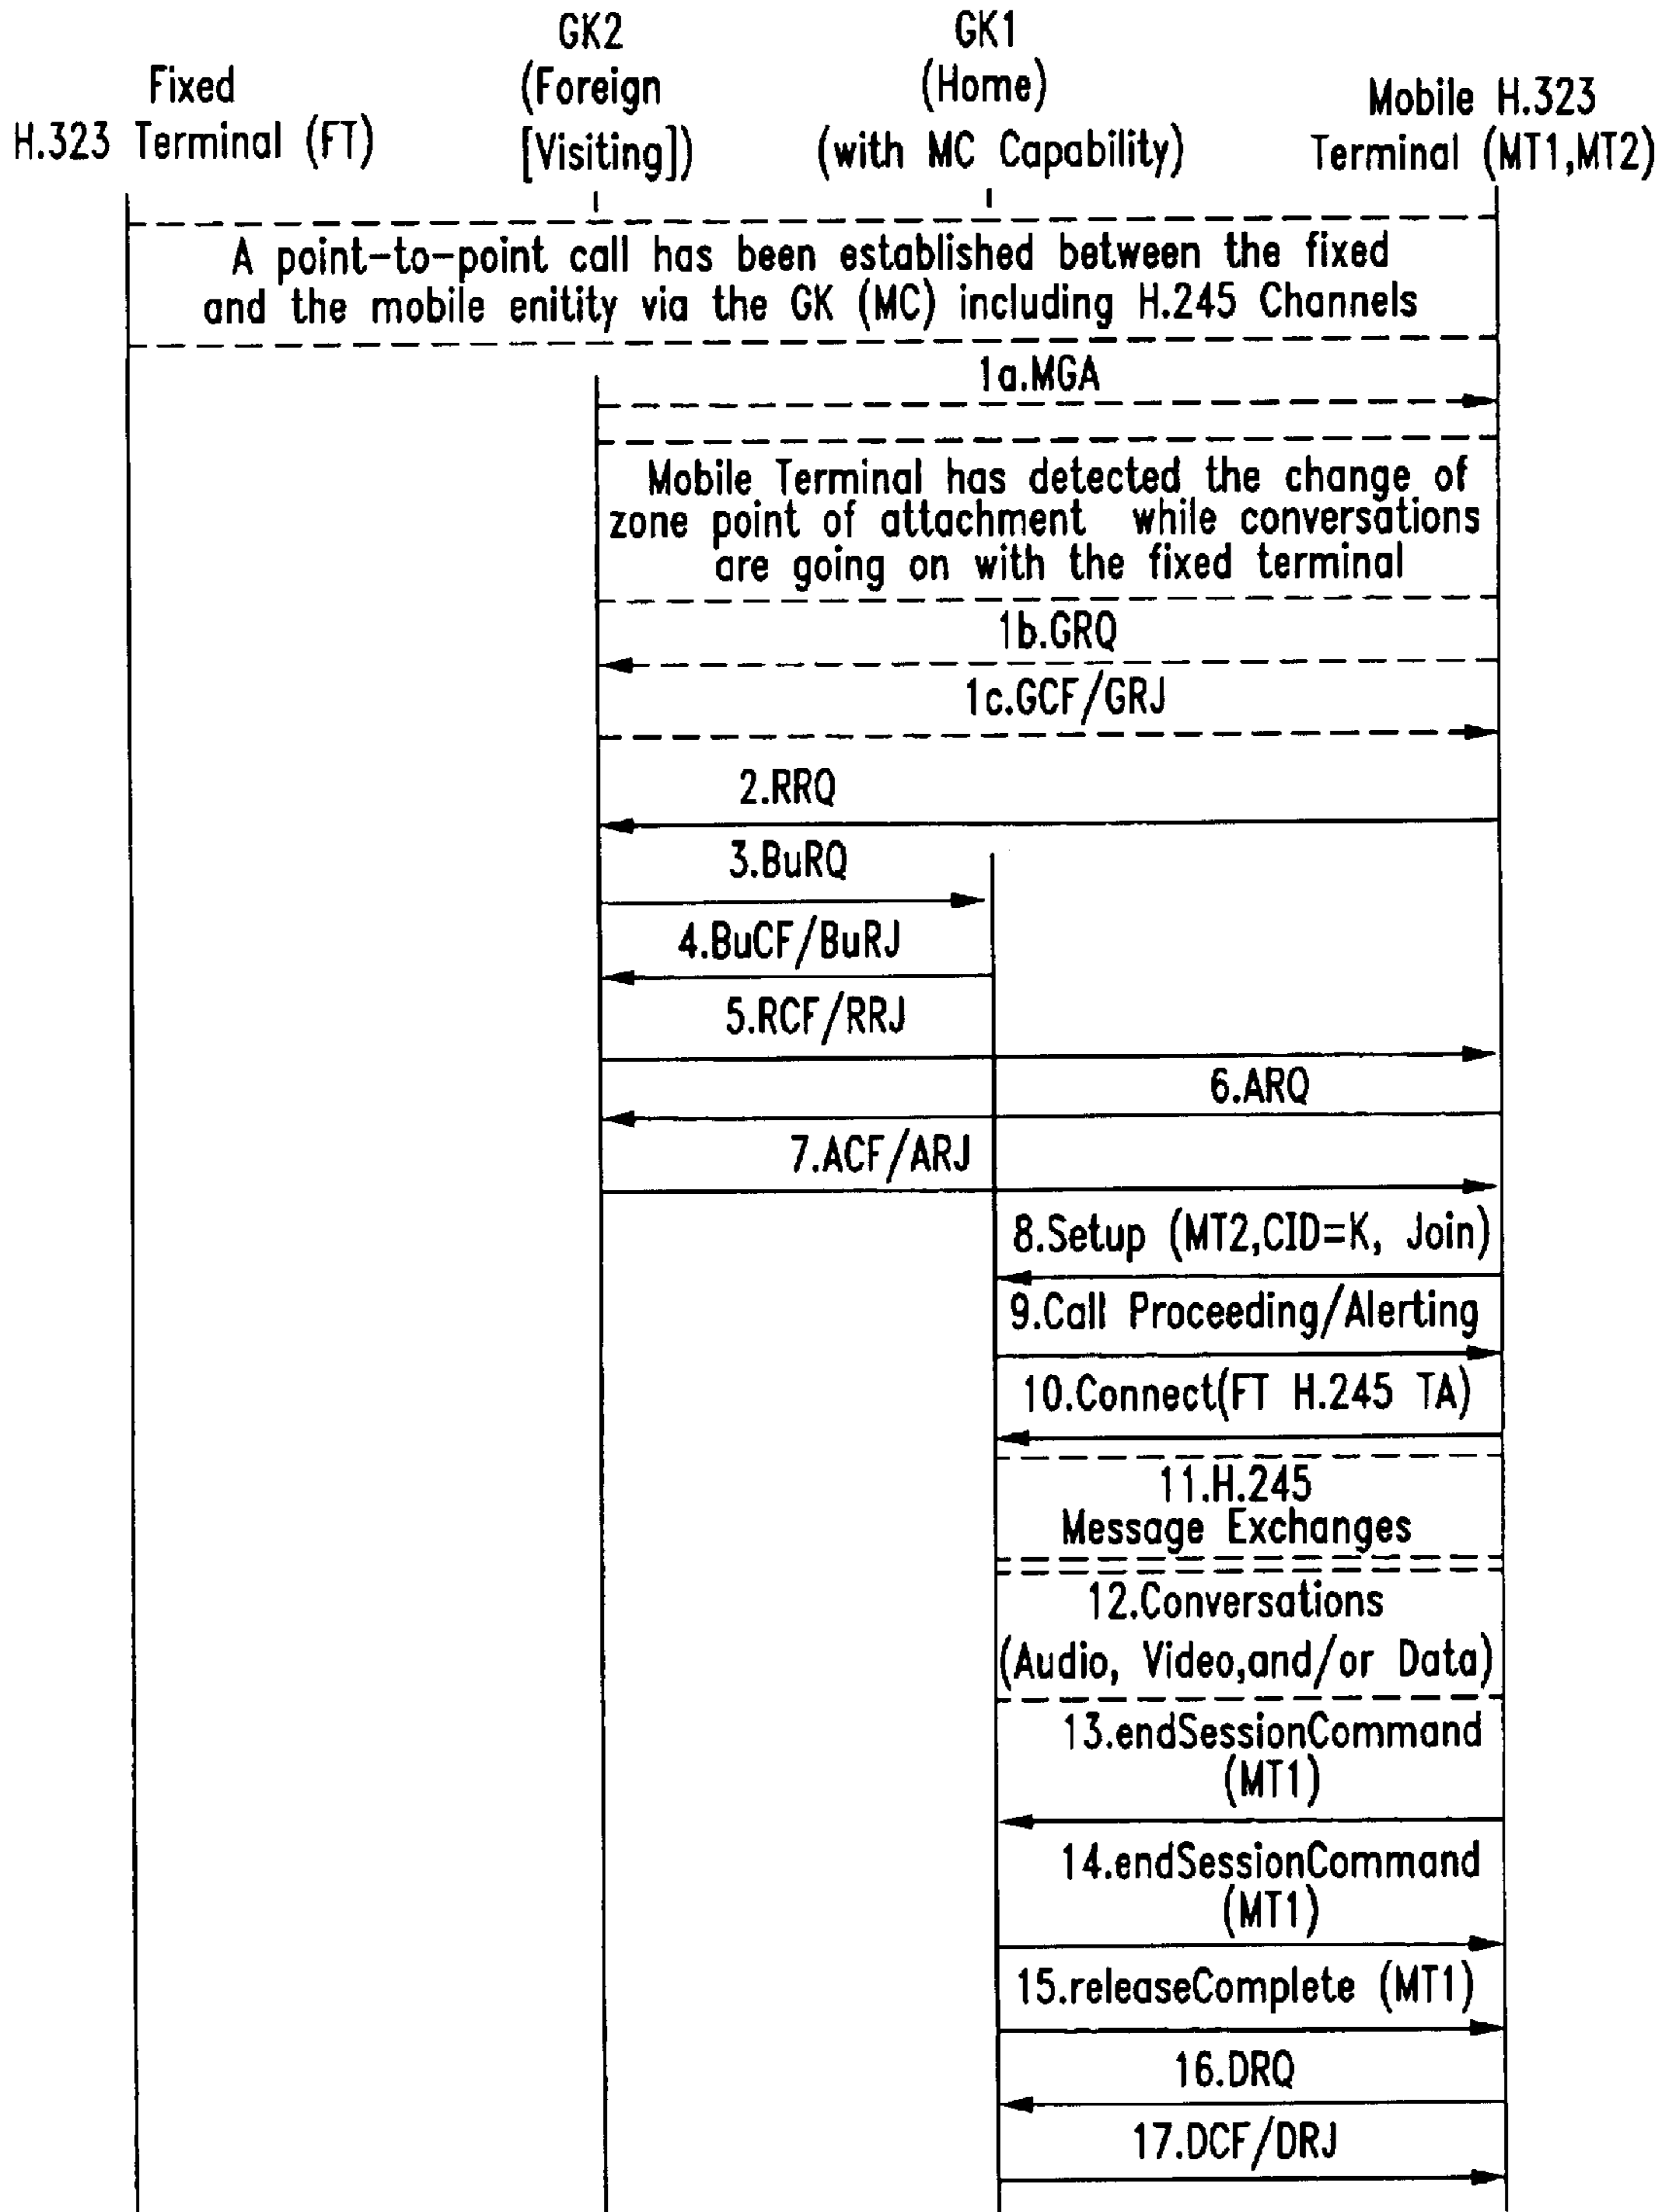 Fixed
H.323 Terminal (FT)
GK2
(Foreign
[Visiting])
GK1
(Home)
(with MC Capability)
Mobile H.323
Terminal (MT1,MT2)
A point-to-point call has been established between the fixed
and the mobile enitity via the GK (MC) including H.245 Channels
1a.MGA
Mobile Terminal has detected the change of
zone point of attachment while conversations
are going on with the fixed terminal
1b.GRQ
1c.GCF/GRJ
2.RRQ
3.BuRQ
4.BuCF/BuRJ
5.RCF/RRJ
6.ARQ
7.ACF/ARJ
8.Setup (MT2,CID=K, Join)
9.Call Proceeding/Alerting
10.Connect(FT H.245 TA)
11.H.245
Message Exchanges
12.Conversations
(Audio, Video,and/or Data)
13.endSessionCommand
(MT1)
14.endSessionCommand
(MT1)
15.releaseComplete (MT1)
16.DRQ
17.DCF/DRJ